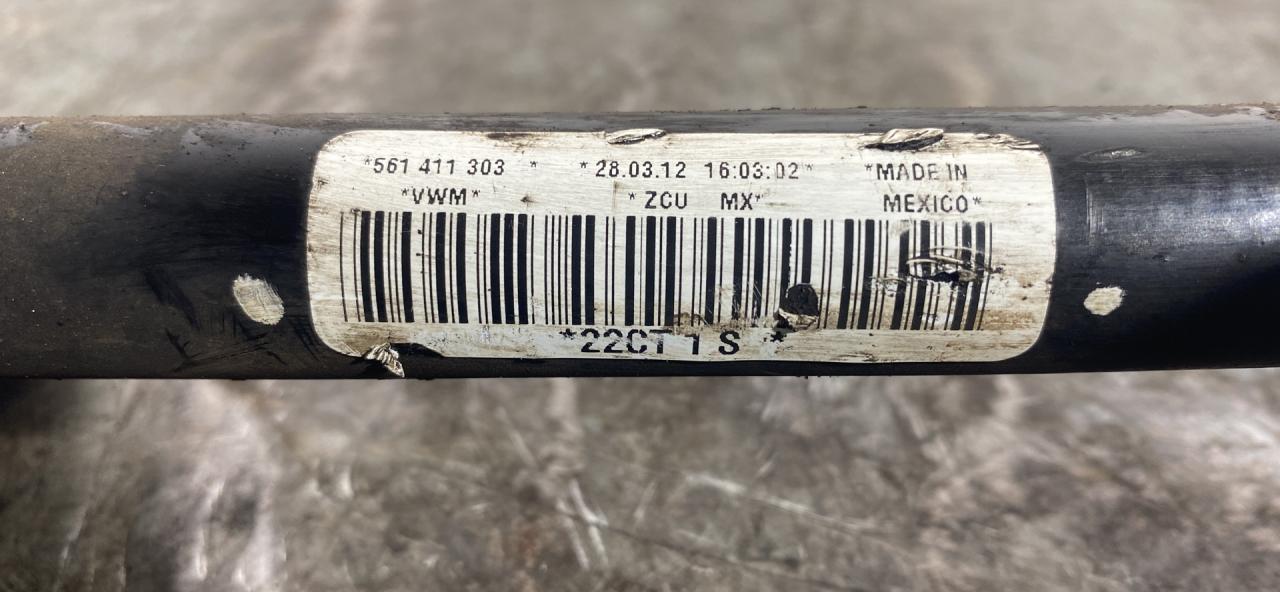 *561 411 303 * *28.03.12 16:03:02* *MADE IN
*VWM* *ZCU MX* MEXICO*
*22CT 1 S *